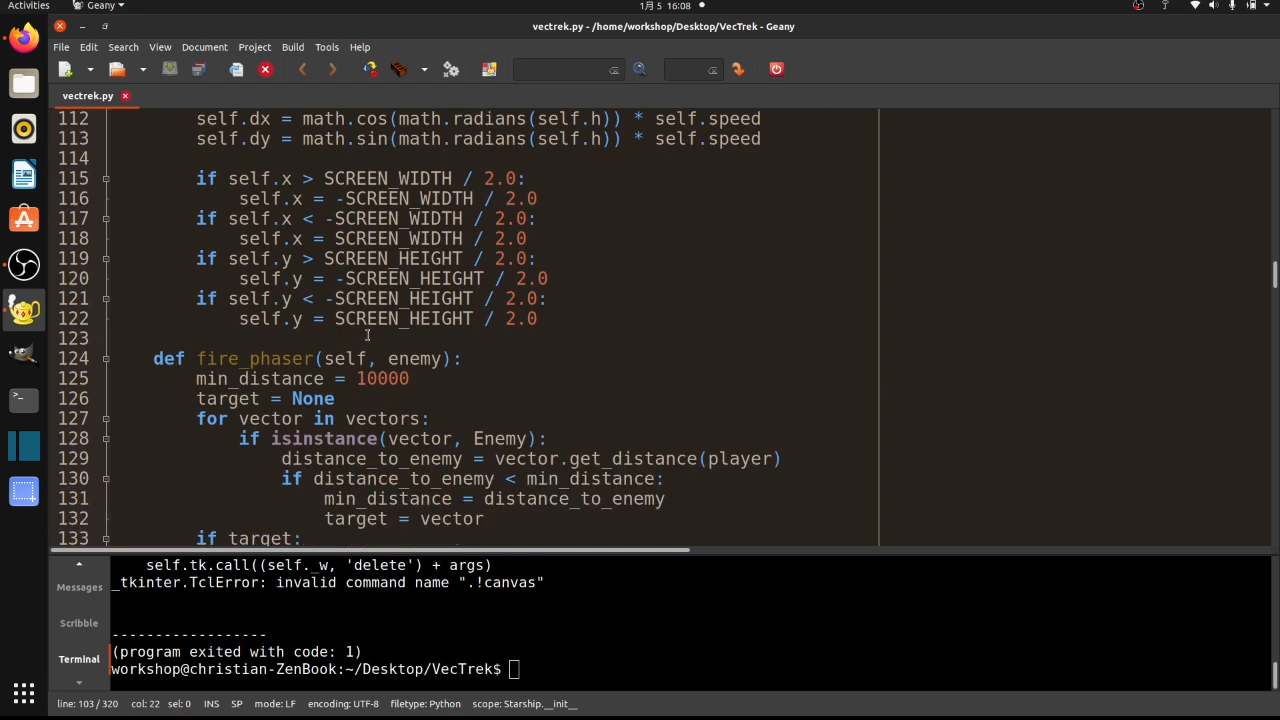 Activities
Geany
1月 5 16:08
vectrek.py - /home/workshop/Desktop/VecTrek - Geany
File Edit Search View Document Project Build Tools Help
vectrek.py
112 self.dx = math.cos(math.radians(self.h)) * self.speed
113 self.dy = math.sin(math.radians(self.h)) * self.speed
114
115 if self.x > SCREEN_WIDTH / 2.0:
116 self.x = -SCREEN_WIDTH / 2.0
117 if self.x < -SCREEN_WIDTH / 2.0:
118 self.x = SCREEN_WIDTH / 2.0
119 if self.y > SCREEN_HEIGHT / 2.0:
120 self.y = -SCREEN_HEIGHT / 2.0
121 if self.y < -SCREEN_HEIGHT / 2.0:
122 self.y = SCREEN_HEIGHT / 2.0
123
124 def fire_phaser(self, enemy):
125 min_distance = 10000
126 target = None
127 for vector in vectors:
128 if isinstance(vector, Enemy):
129 distance_to_enemy = vector.get_distance(player)
130 if distance_to_enemy < min_distance:
131 min_distance = distance_to_enemy
132 target = vector
133 if target:
Messages
Scribble
Terminal
self.tk.call((self._w, 'delete') + args)
_tkinter.TclError: invalid command name ".!canvas"
------------------
(program exited with code: 1)
workshop@christian-ZenBook:~/Desktop/VecTrek$
line: 103 / 320 col: 22 sel: 0 INS SP mode: LF encoding: UTF-8 filetype: Python scope: Starship.__init__